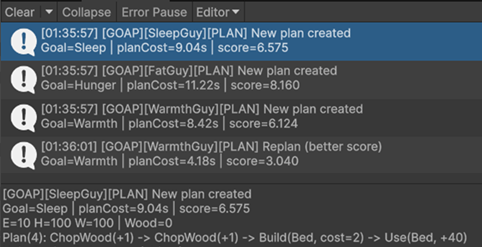 Clear Collapse Error Pause Editor
[01:35:57] [GOAP][SleepGuy][PLAN] New plan created
Goal=Sleep | planCost=9.04s | score=6.575
[01:35:57] [GOAP][FatGuy][PLAN] New plan created
Goal=Hunger | planCost=11.22s | score=8.160
[01:35:57] [GOAP][WarmthGuy][PLAN] New plan created
Goal=Warmth | planCost=8.42s | score=6.124
[01:36:01] [GOAP][WarmthGuy][PLAN] Replan (better score)
Goal=Warmth | planCost=4.18s | score=3.040
[GOAP][SleepGuy][PLAN] New plan created
Goal=Sleep | planCost=9.04s | score=6.575
E=10 H=100 W=100 | Wood=0
Plan(4): ChopWood(+1) -> ChopWood(+1) -> Build(Bed, cost=2) -> Use(Bed, +40)